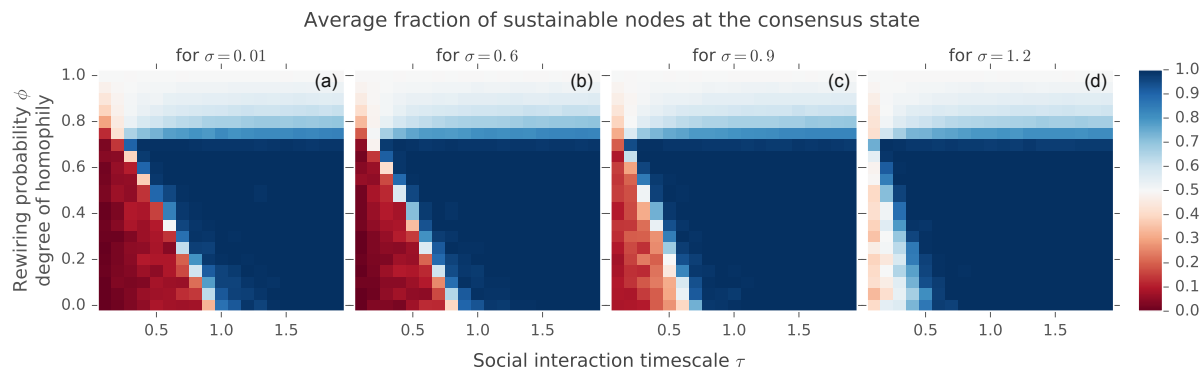 Average fraction of sustainable nodes at the consensus state
for σ = 0.01
for σ = 0.6
for σ = 0.9
for σ = 1.2
(a)
(b)
(c)
(d)
Rewiring probability ϕ
degree of homophily
1.0
0.8
0.6
0.4
0.2
0.0
0.5 1.0 1.5
0.5 1.0 1.5
0.5 1.0 1.5
0.5 1.0 1.5
Social interaction timescale τ
1.0
0.9
0.8
0.7
0.6
0.5
0.4
0.3
0.2
0.1
0.0